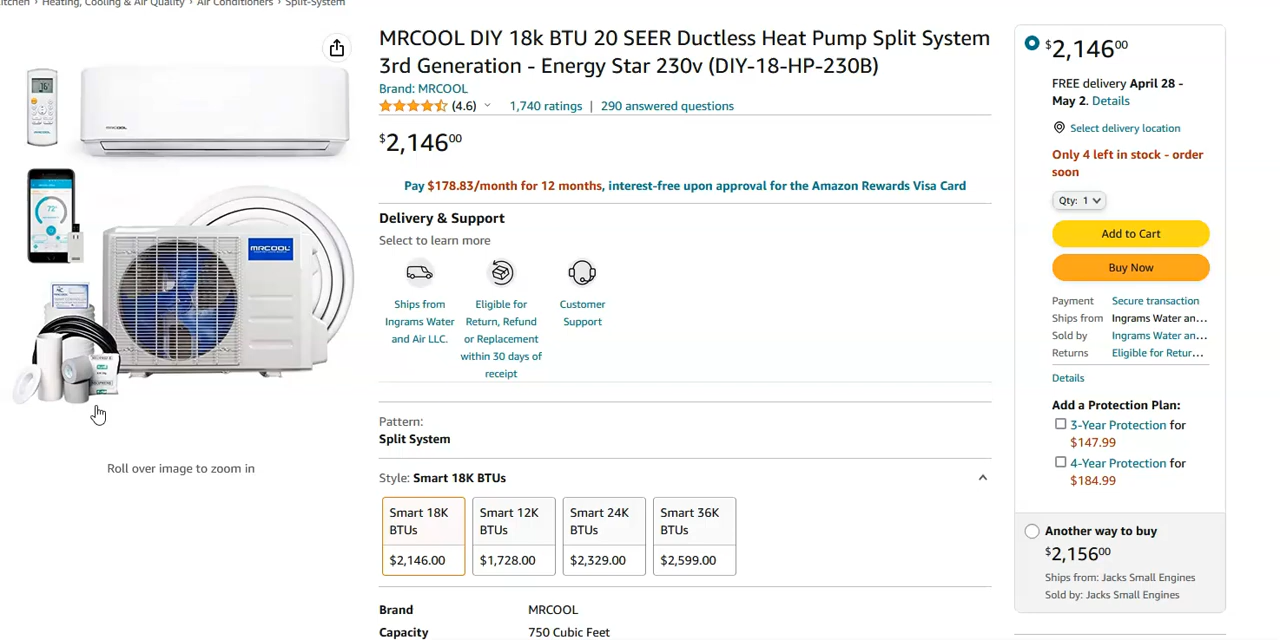 itchen › Heating, Cooling & Air Quality › Air Conditioners › Split-System
MRCOOL DIY 18k BTU 20 SEER Ductless Heat Pump Split System
3rd Generation - Energy Star 230v (DIY-18-HP-230B)
Brand: MRCOOL
(4.6) 1,740 ratings | 290 answered questions
$2,146.00
Pay $178.83/month for 12 months, interest-free upon approval for the Amazon Rewards Visa Card
Delivery & Support
Select to learn more
Ships from
Ingrams Water
and Air LLC.
Eligible for
Return, Refund
or Replacement
within 30 days of
receipt
Customer
Support
MRCOOL
MRCOOL
72°
Roll over image to zoom in
Pattern:
Split System
Style: Smart 18K BTUs
Smart 18K
BTUs
$2,146.00
Smart 12K
BTUs
$1,728.00
Smart 24K
BTUs
$2,329.00
Smart 36K
BTUs
$2,599.00
Brand MRCOOL
Capacity 750 Cubic Feet
$2,146.00
FREE delivery April 28 -
May 2. Details
Select delivery location
Only 4 left in stock - order
soon
Qty: 1
Add to Cart
Buy Now
Payment Secure transaction
Ships from Ingrams Water an...
Sold by Ingrams Water an...
Returns Eligible for Retur...
Details
Add a Protection Plan:
3-Year Protection for
$147.99
4-Year Protection for
$184.99
Another way to buy
$2,156.00
Ships from: Jacks Small Engines
Sold by: Jacks Small Engines